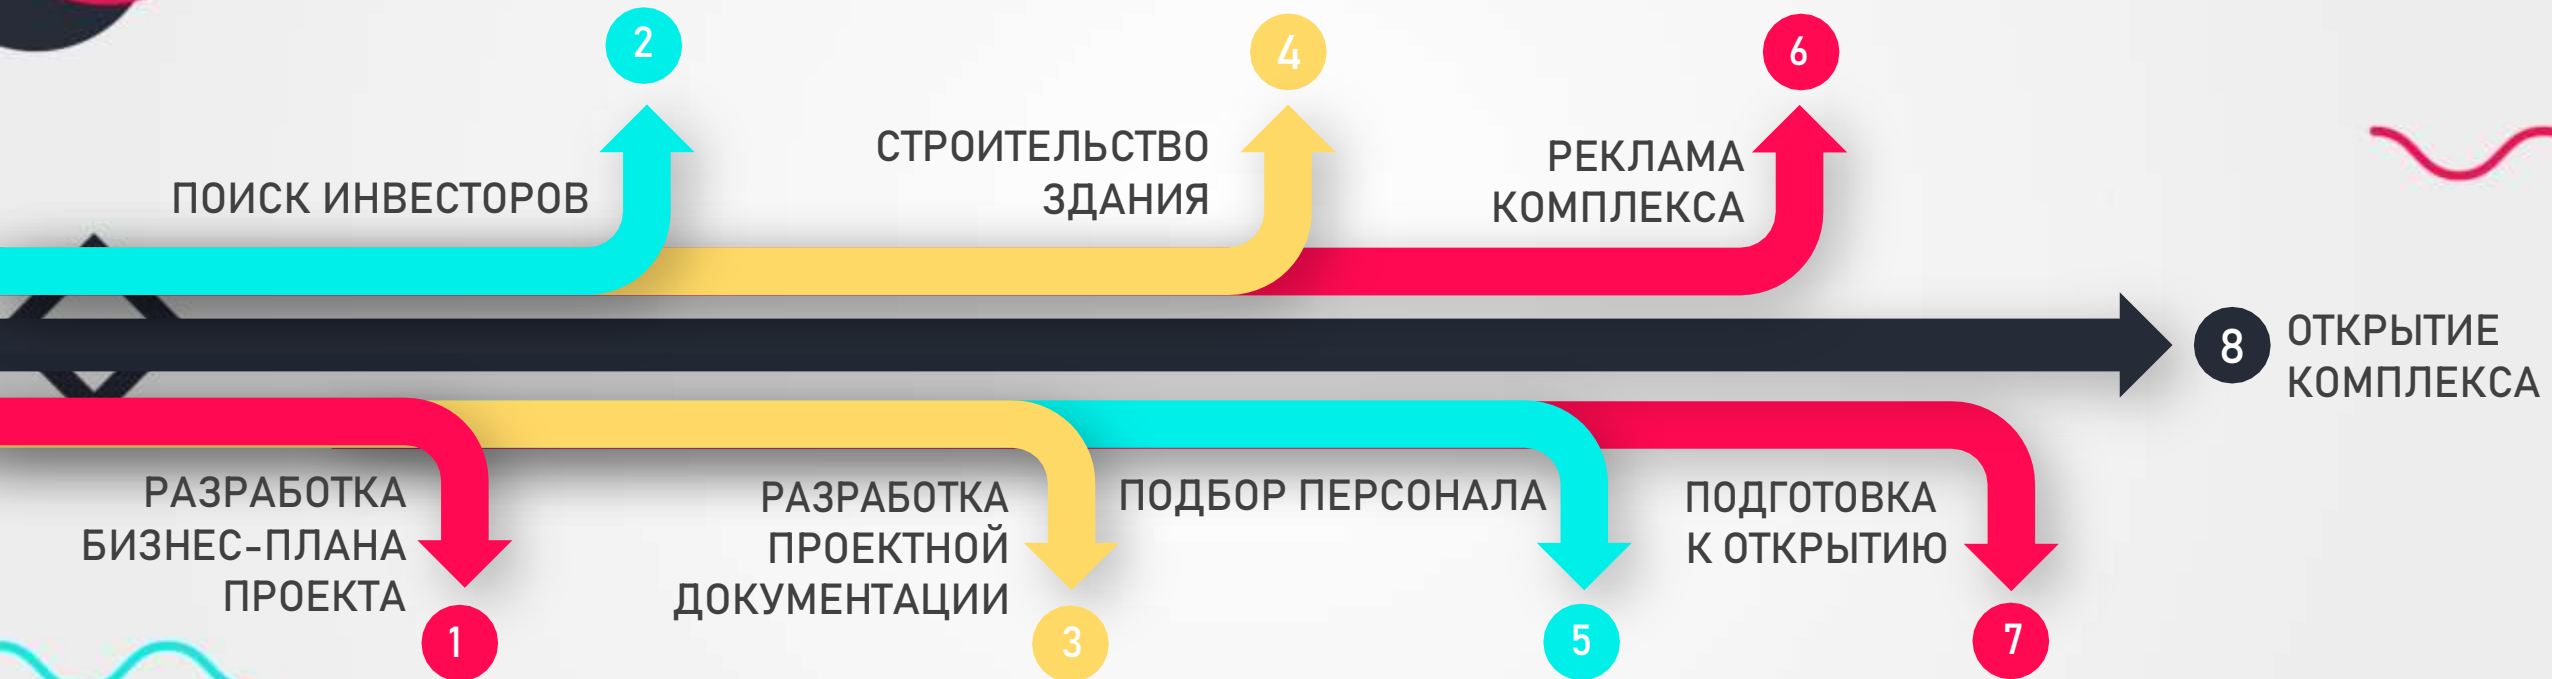 2
4
6
ПОИСК ИНВЕСТОРОВ
СТРОИТЕЛЬСТВО
ЗДАНИЯ
РЕКЛАМА
КОМПЛЕКСА
8
ОТКРЫТИЕ
КОМПЛЕКСА
РАЗРАБОТКА
БИЗНЕС-ПЛАНА
ПРОЕКТА
1
РАЗРАБОТКА
ПРОЕКТНОЙ
ДОКУМЕНТАЦИИ
3
ПОДБОР ПЕРСОНАЛА
5
ПОДГОТОВКА
К ОТКРЫТИЮ
7